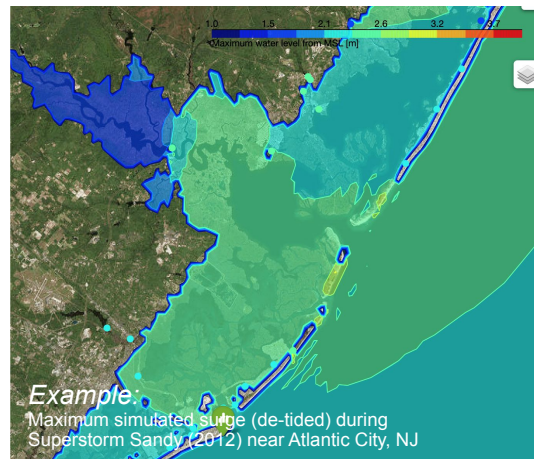 1.0 1.5 2.1 2.6 3.2 3.7
Maximum water level from MSL [m]
Example:
Maximum simulated surge (de-tided) during
Superstorm Sandy (2012) near Atlantic City, NJ